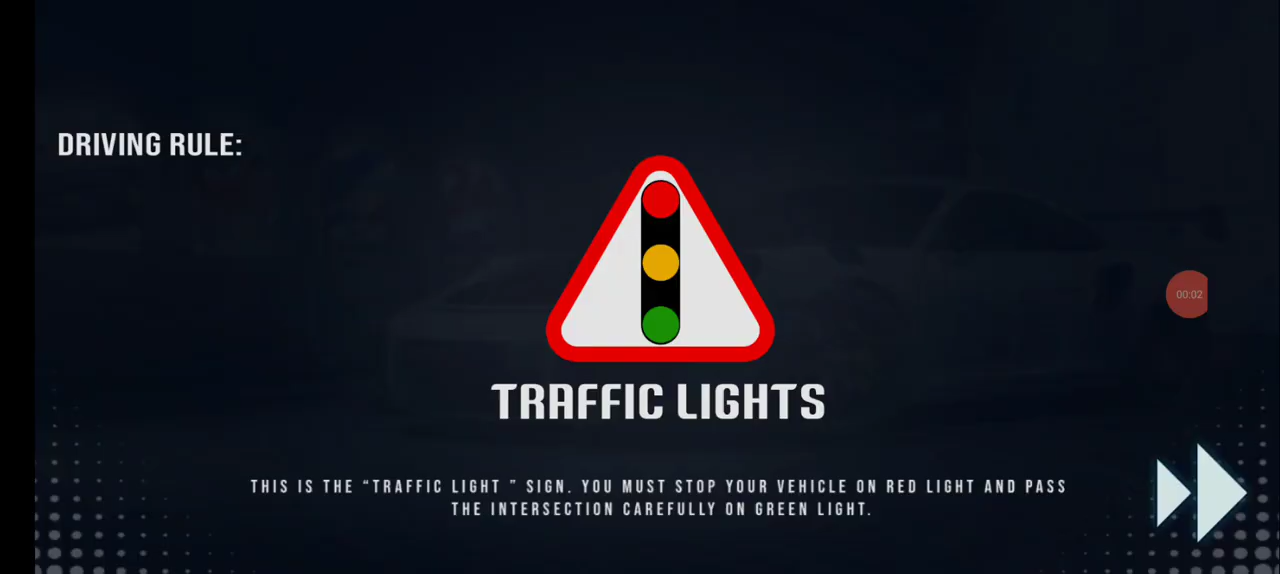 DRIVING RULE:
TRAFFIC LIGHTS
00:02
THIS IS THE “TRAFFIC LIGHT ” SIGN. YOU MUST STOP YOUR VEHICLE ON RED LIGHT AND PASS
THE INTERSECTION CAREFULLY ON GREEN LIGHT.